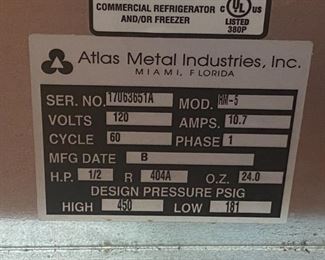 COMMERCIAL REFRIGERATOR
AND/OR FREEZER
C UL US
LISTED
380P
Atlas Metal Industries, Inc.
MIAMI, FLORIDA
SER. NO. 17063651A MOD. RM-5
VOLTS 120 AMPS. 10.7
CYCLE 60 PHASE 1
MFG DATE B
H.P. 1/2 R 404A O.Z. 24.0
DESIGN PRESSURE PSIG
HIGH 450 LOW 181